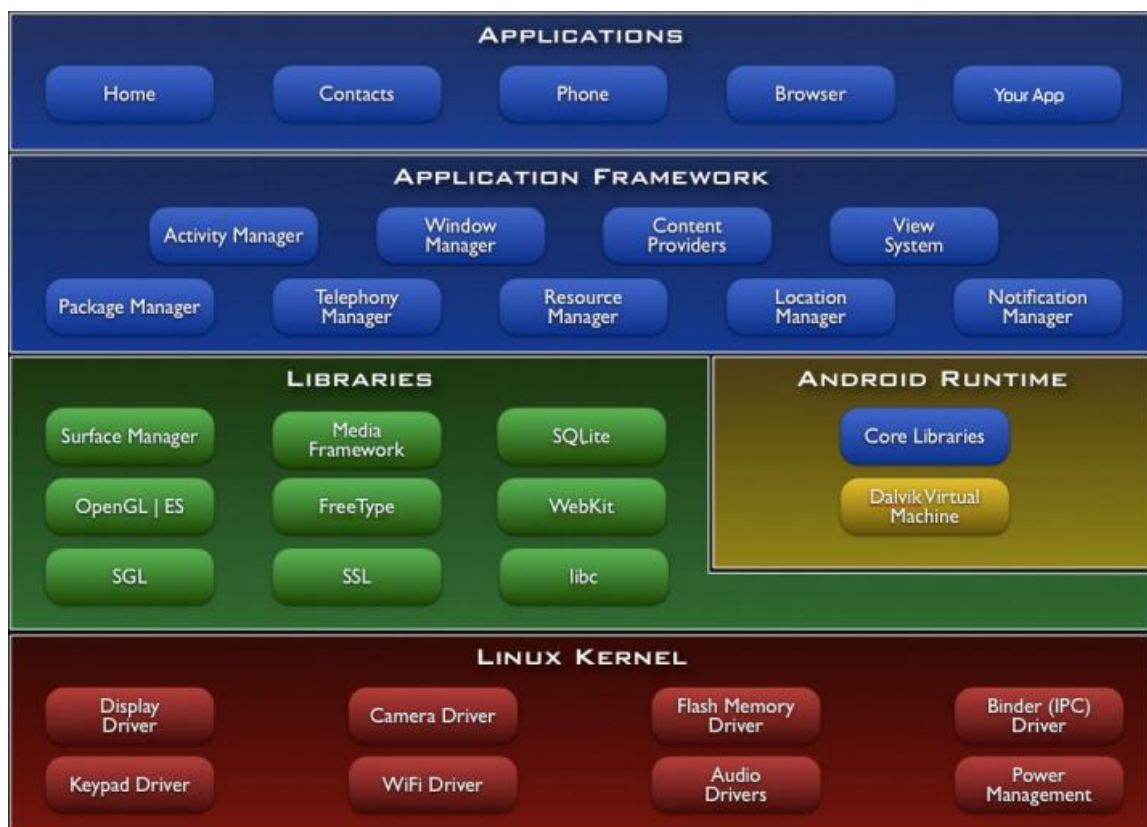 APPLICATIONS
Home
Contacts
Phone
Browser
Your App
APPLICATION FRAMEWORK
Activity Manager
Window
Manager
Content
Providers
View
System
Package Manager
Telephony
Manager
Resource
Manager
Location
Manager
Notification
Manager
LIBRARIES
Surface Manager
Media
Framework
SQLite
OpenGL | ES
FreeType
WebKit
SGL
SSL
libc
ANDROID RUNTIME
Core Libraries
Dalvik Virtual
Machine
LINUX KERNEL
Display
Driver
Camera Driver
Flash Memory
Driver
Binder (IPC)
Driver
Keypad Driver
WiFi Driver
Audio
Drivers
Power
Management